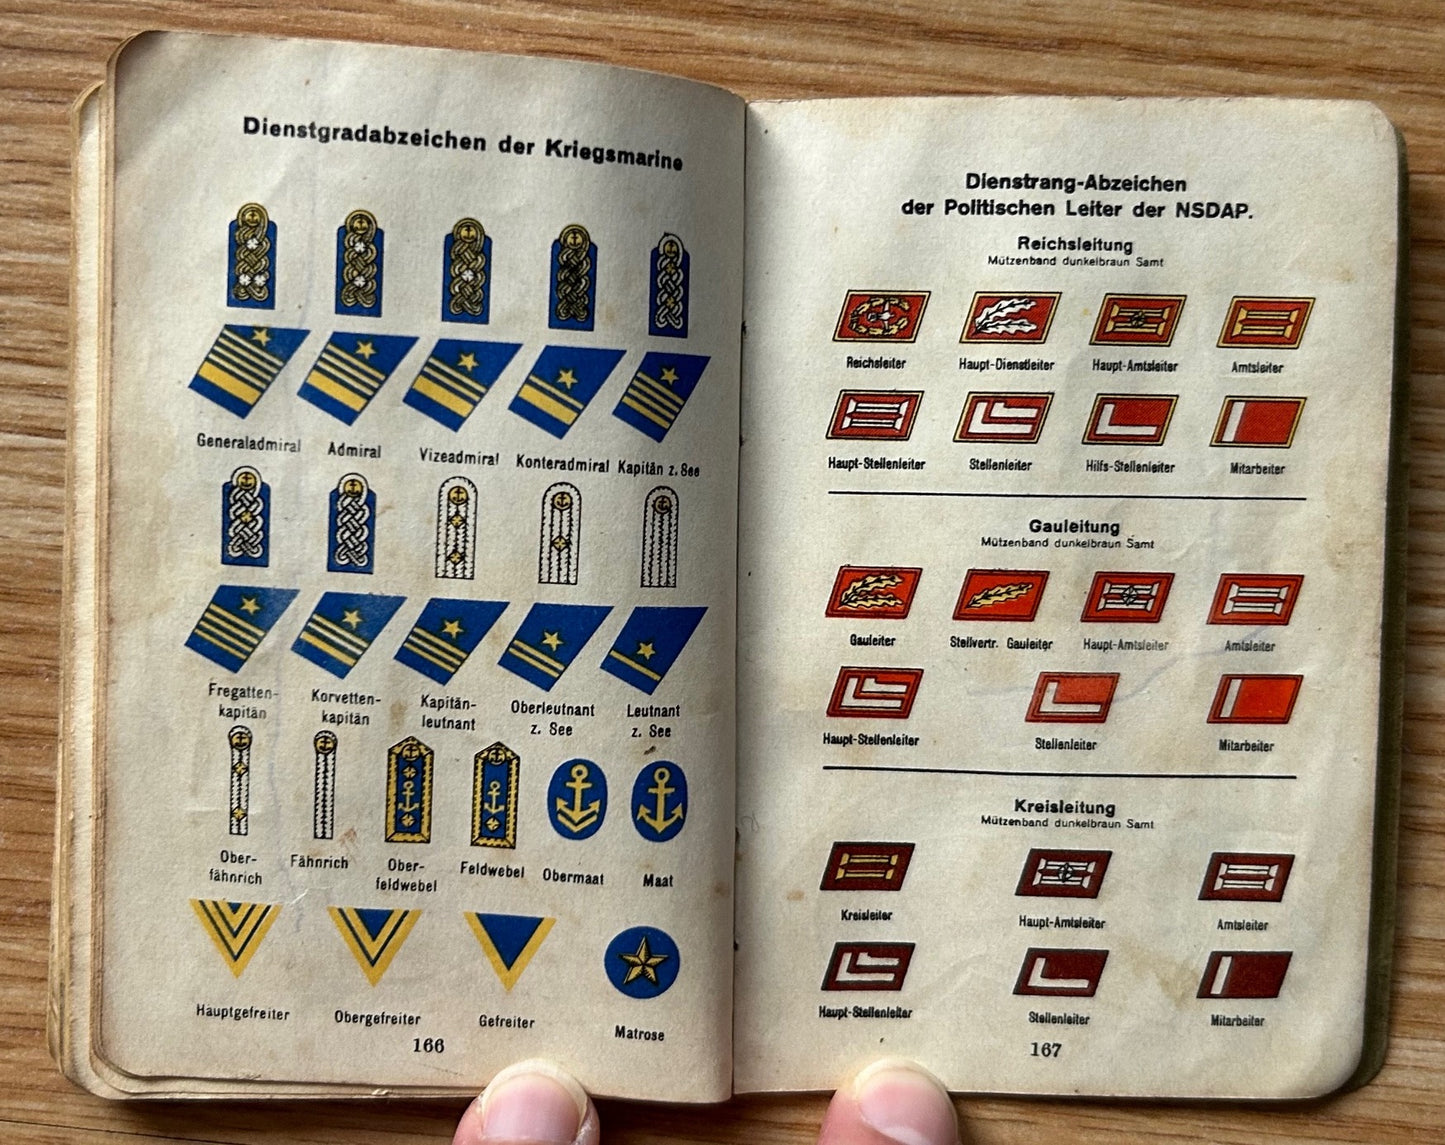 Dienstgradabzeichen der Kriegsmarine
Generaladmiral Admiral Vizeadmiral Konteradmiral Kapitän z. See
Fregatten-
kapitän
Korvetten-
kapitän
Kapitän-
leutnant
Oberleutnant
z. See
Leutnant
z. See
Ober-
fähnrich
Fähnrich
Ober-
feldwebel
Feldwebel
Obermaat
Maat
Hauptgefreiter Obergefreiter Gefreiter Matrose
166
Dienstrang-Abzeichen
der Politischen Leiter der NSDAP.
Reichsleitung
Mützenband dunkelbraun Samt
Reichsleiter Haupt-Dienstleiter Haupt-Amtsleiter Amtsleiter
Haupt-Stellenleiter Stellenleiter Hilfs-Stellenleiter Mitarbeiter
Gauleitung
Mützenband dunkelbraun Samt
Gauleiter Stellvertr. Gauleiter Haupt-Amtsleiter Amtsleiter
Haupt-Stellenleiter Stellenleiter Mitarbeiter
Kreisleitung
Mützenband dunkelbraun Samt
Kreisleiter Haupt-Amtsleiter Amtsleiter
Haupt-Stellenleiter Stellenleiter Mitarbeiter
167